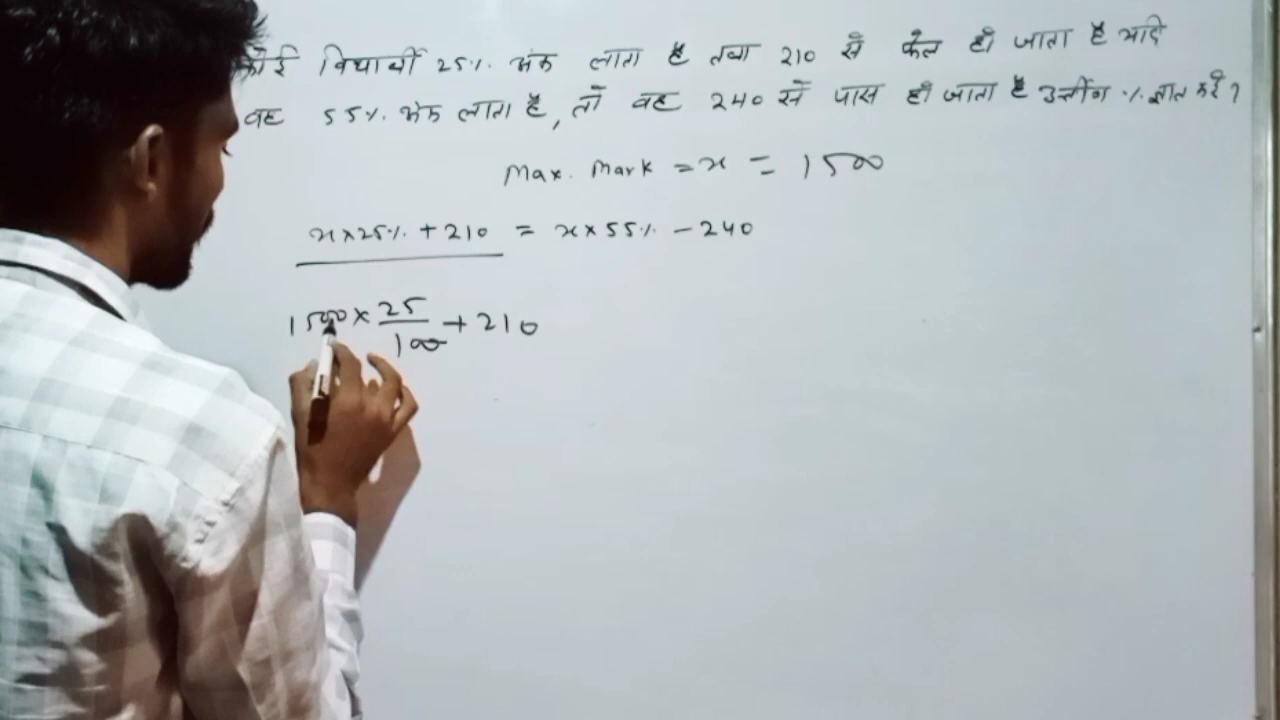 कोई विद्यार्थी 25% अंक लाता है तथा 210 से फेल हो जाता है यदि
वह 55% अंक लाता है, तो वह 240 से पास हो जाता है उत्तीर्ण % ज्ञात करें?
Max. Mark = x = 1500
x×25% + 210 = x×55% - 240
1500 × 25/100 + 210